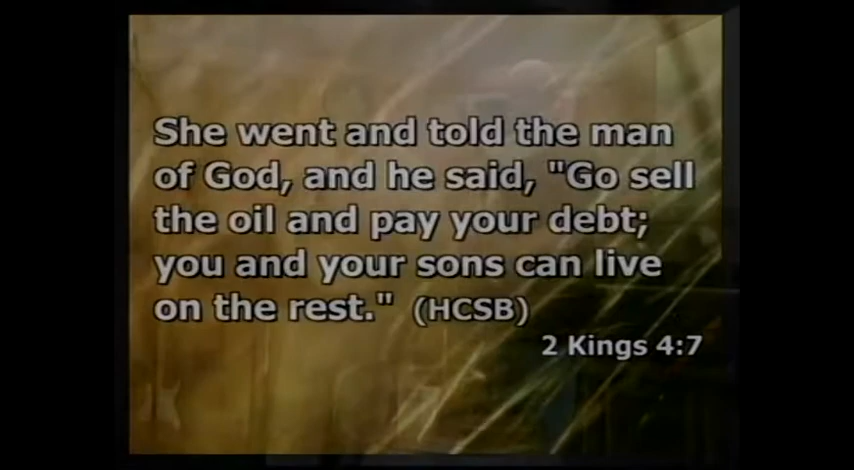 She went and told the man
of God, and he said, "Go sell
the oil and pay your debt;
you and your sons can live
on the rest." (HCSB)
2 Kings 4:7